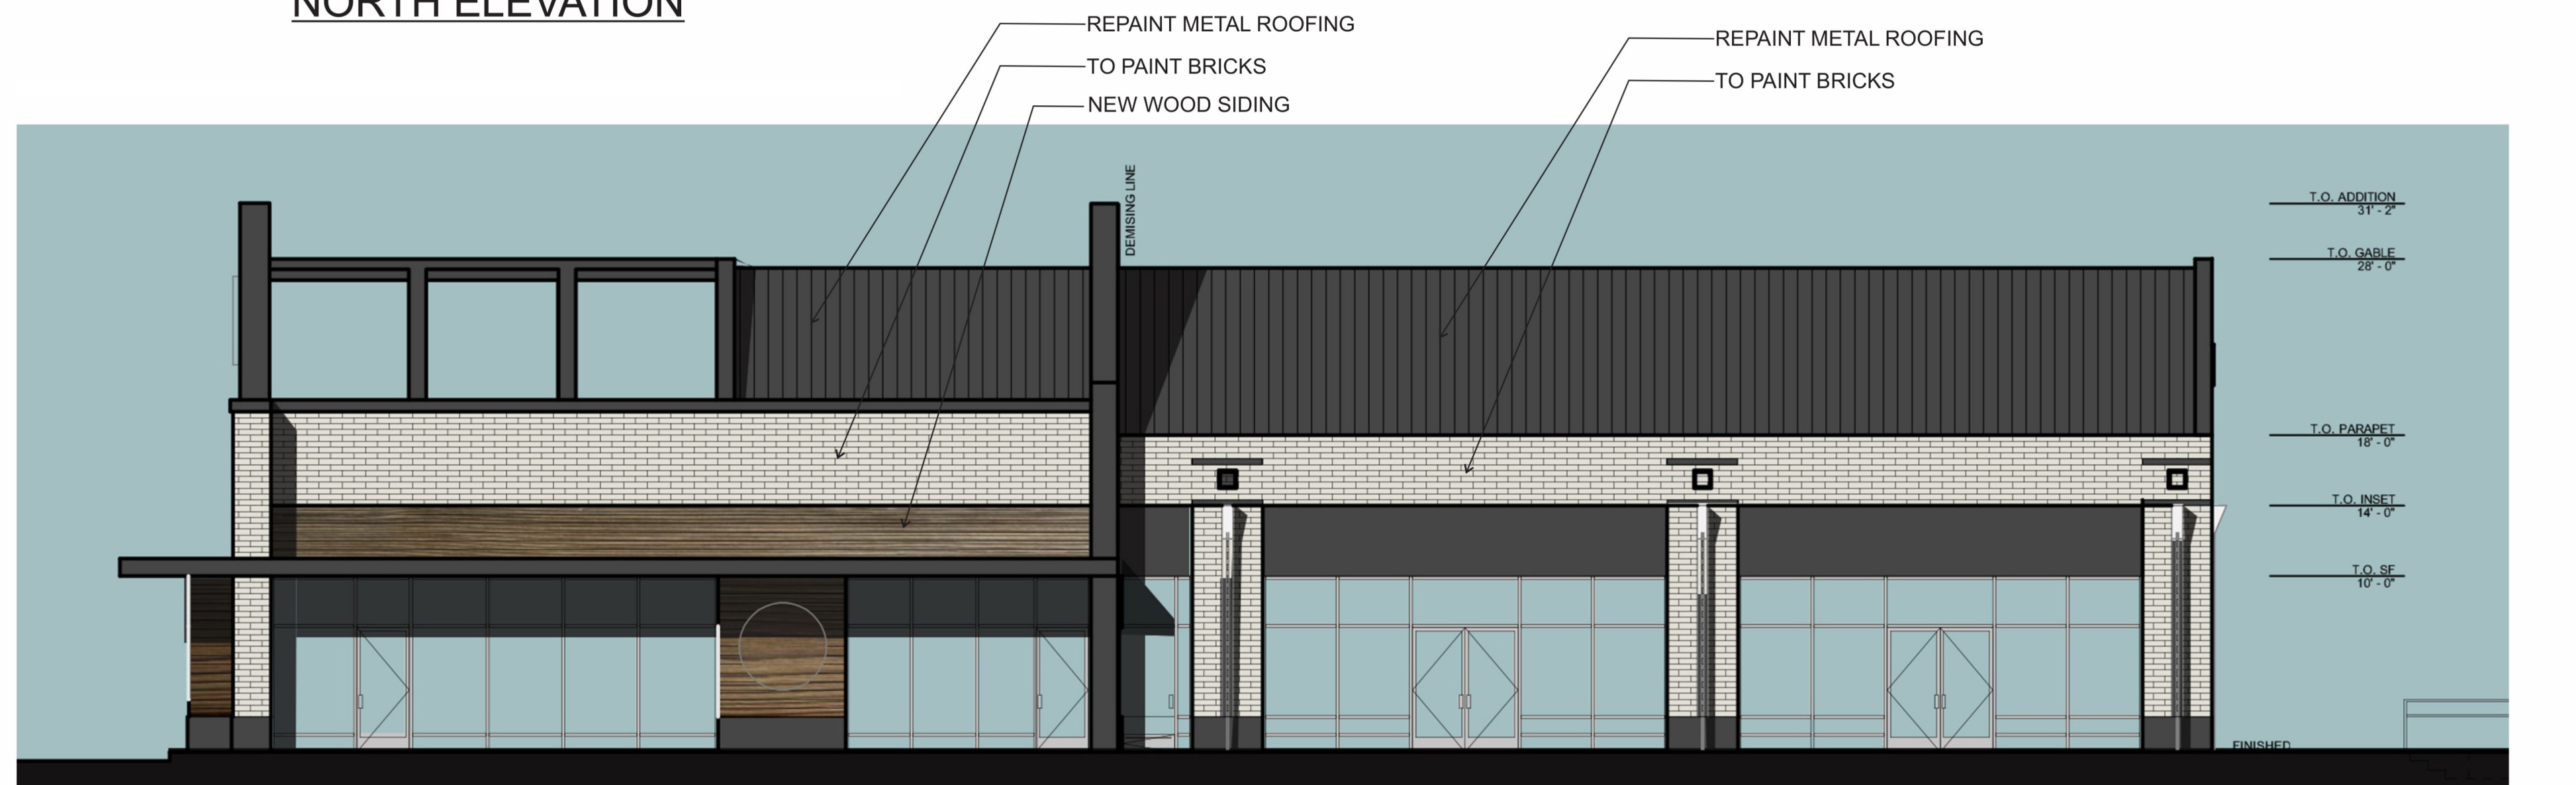 NORTH ELEVATION
REPAINT METAL ROOFING
TO PAINT BRICKS
NEW WOOD SIDING
REPAINT METAL ROOFING
TO PAINT BRICKS
DEMISING LINE
T.O. ADDITION
31' - 2"
T.O. GABLE
28' - 0"
T.O. PARAPET
18' - 0"
T.O. INSET
14' - 0"
T.O. SF
10' - 0"
FINISHED